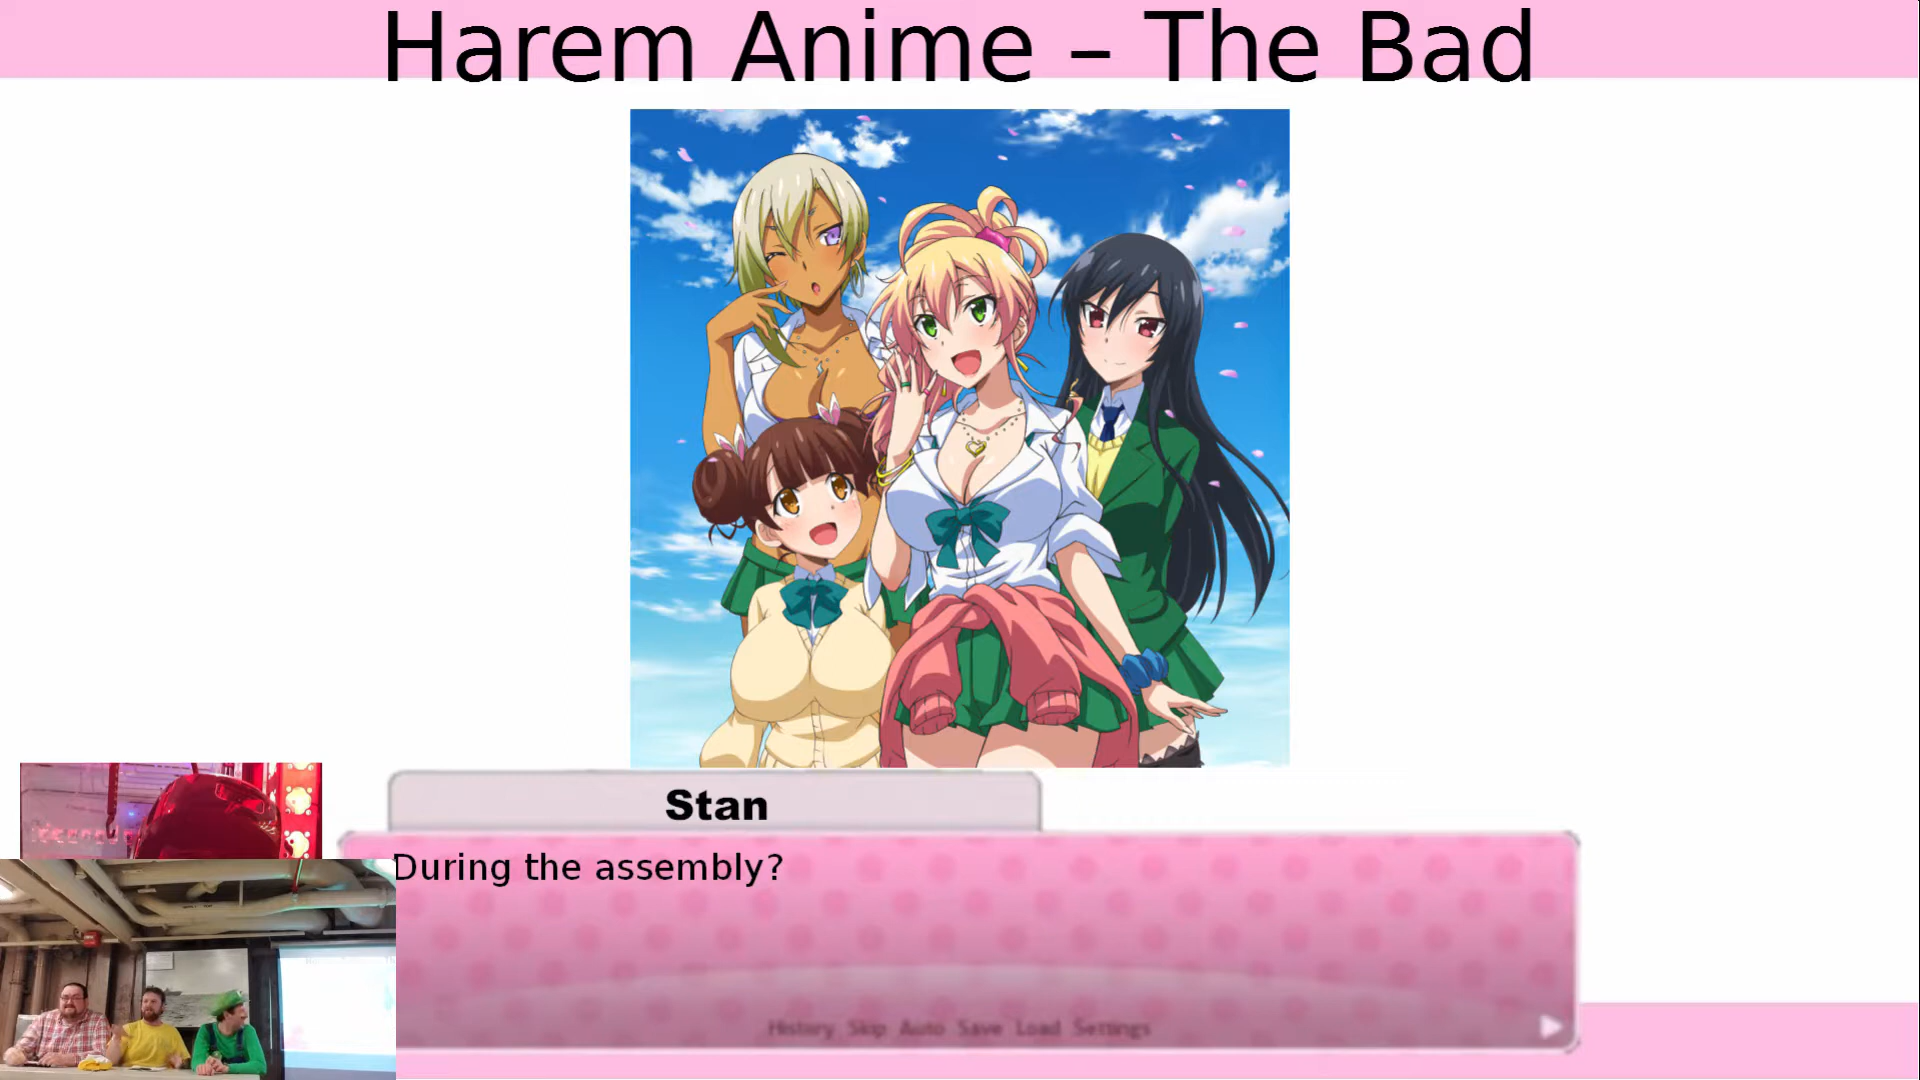 Harem Anime – The Bad
Stan
During the assembly?
History Skip Auto Save Load Settings